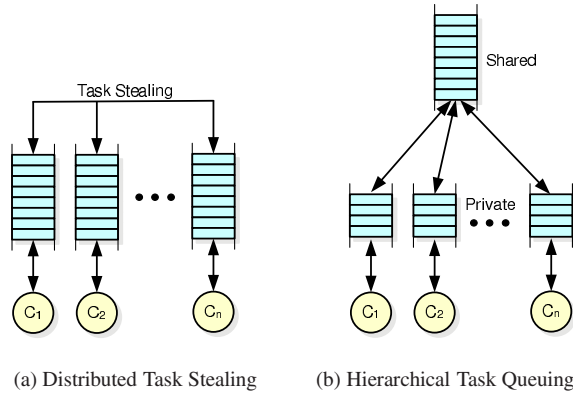 Task Stealing
C1
C2
Cn
(a) Distributed Task Stealing
Shared
Private
C1
C2
Cn
(b) Hierarchical Task Queuing